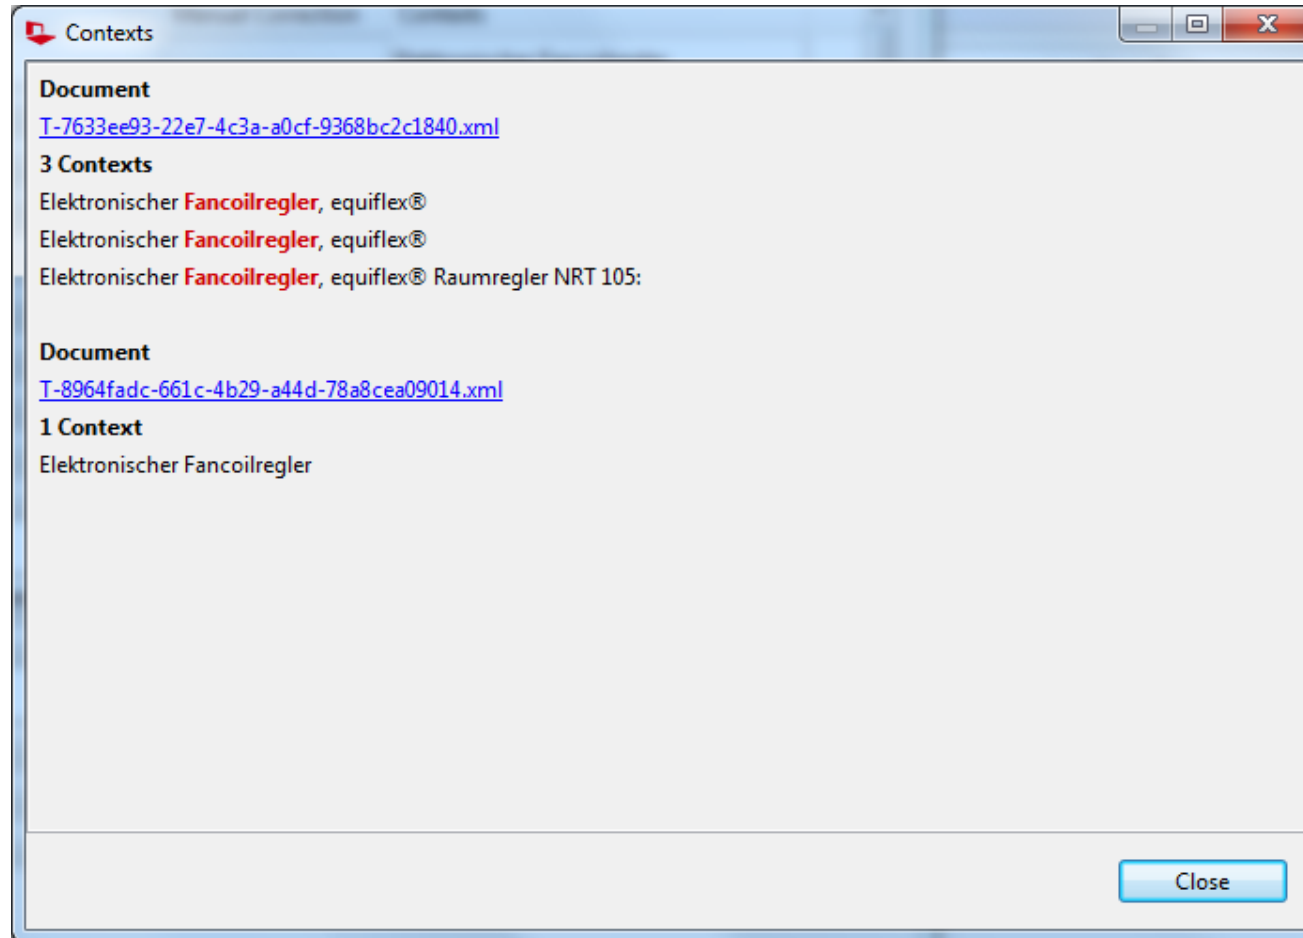 Contexts
Document
T-7633ee93-22e7-4c3a-a0cf-9368bc2c1840.xml
3 Contexts
Elektronischer Fancoilregler, equiflex®
Elektronischer Fancoilregler, equiflex®
Elektronischer Fancoilregler, equiflex® Raumregler NRT 105:
Document
T-8964fadc-661c-4b29-a44d-78a8cea09014.xml
1 Context
Elektronischer Fancoilregler
Close